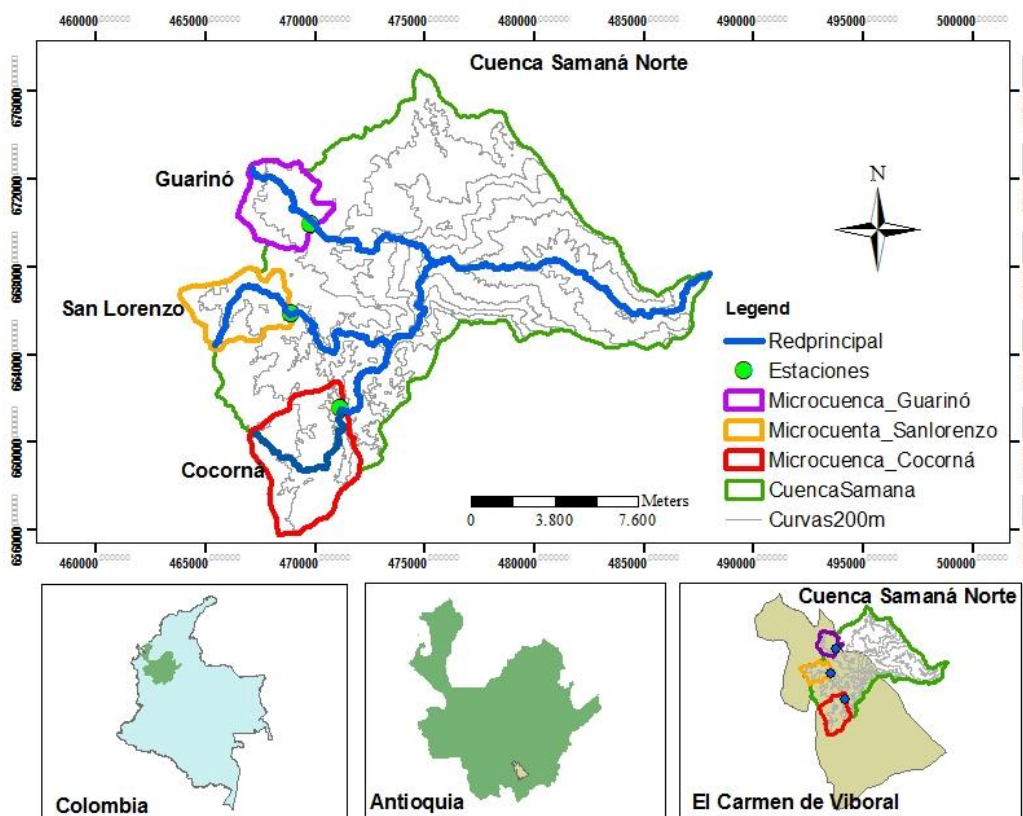 460000 465000 470000 475000 480000 485000 490000 495000 500000
Cuenca Samaná Norte
676000
672000
668000
664000
660000
656000
Guarinó
San Lorenzo
Cocorná
N
Legend
Redprincipal
Estaciones
Microcuenca_Guarinó
Microcuenta_Sanlorenzo
Microcuenca_Cocorná
CuencaSamana
Curvas200m
Meters
0 3.800 7.600
460000 465000 470000 475000 480000 485000 490000 495000 500000
Colombia
Antioquia
Cuenca Samaná Norte
El Carmen de Viboral